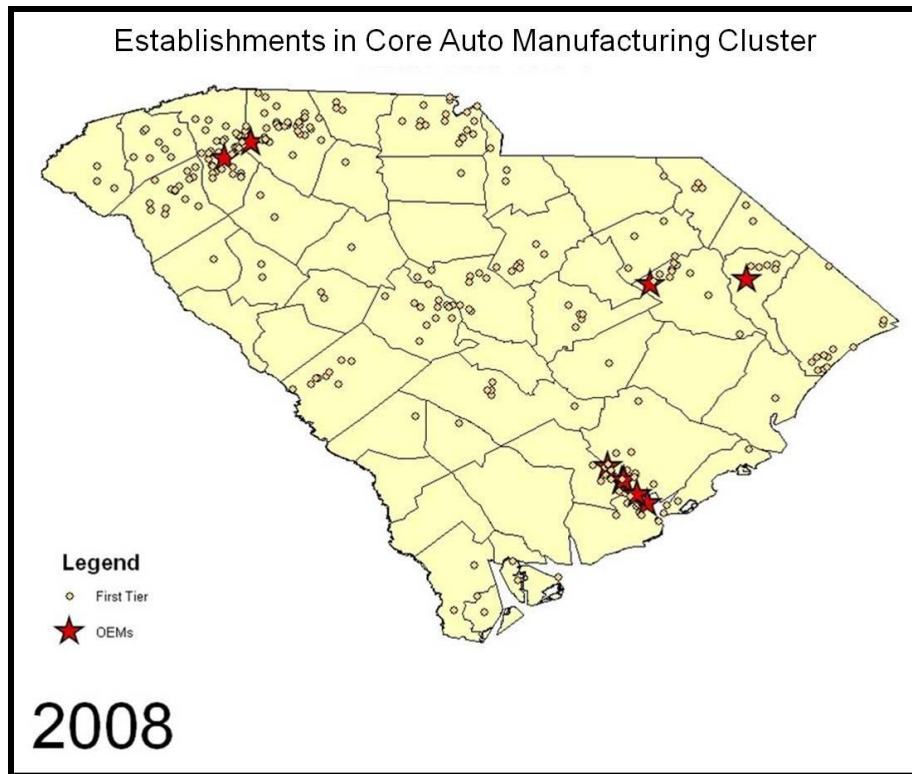 Establishments in Core Auto Manufacturing Cluster
Legend
First Tier
OEMs
2008